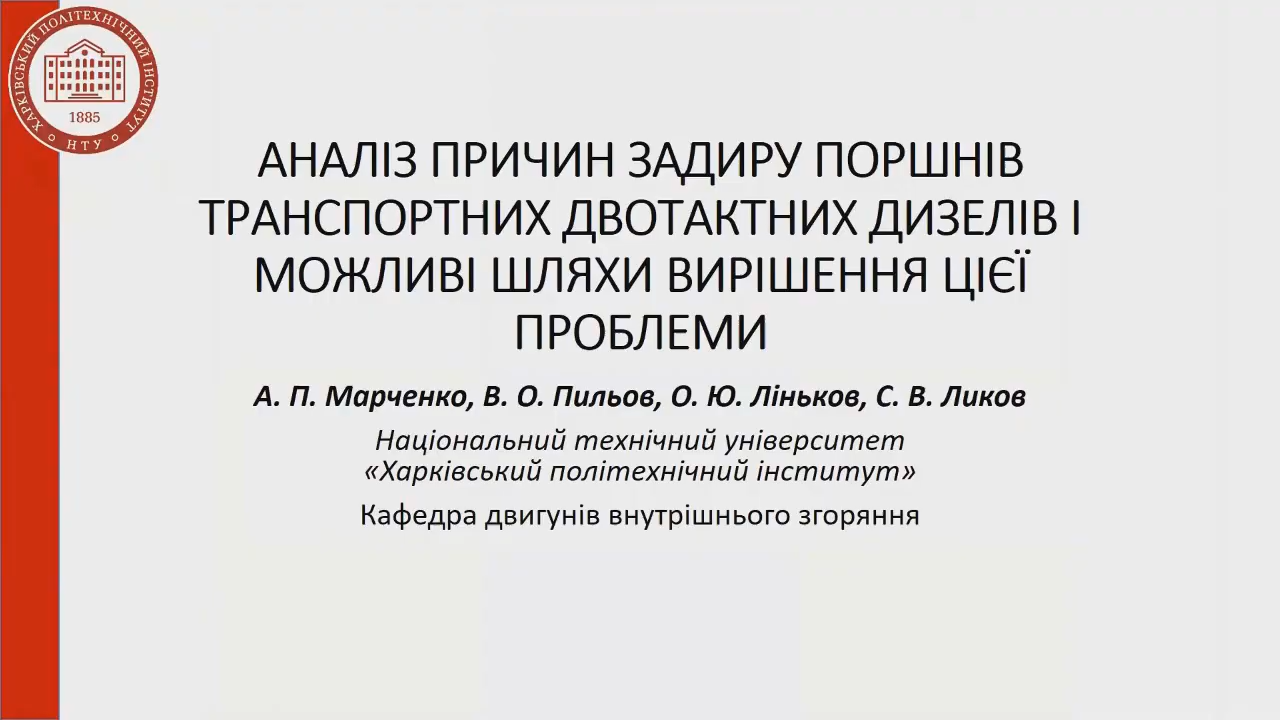 ХАРКІВСЬКИЙ ПОЛІТЕХНІЧНИЙ ІНСТИТУТ
1885
НТУ
АНАЛІЗ ПРИЧИН ЗАДИРУ ПОРШНІВ
ТРАНСПОРТНИХ ДВОТАКТНИХ ДИЗЕЛІВ І
МОЖЛИВІ ШЛЯХИ ВИРІШЕННЯ ЦІЄЇ
ПРОБЛЕМИ
А. П. Марченко, В. О. Пильов, О. Ю. Ліньков, С. В. Ликов
Національний технічний університет
«Харківський політехнічний інститут»
Кафедра двигунів внутрішнього згоряння